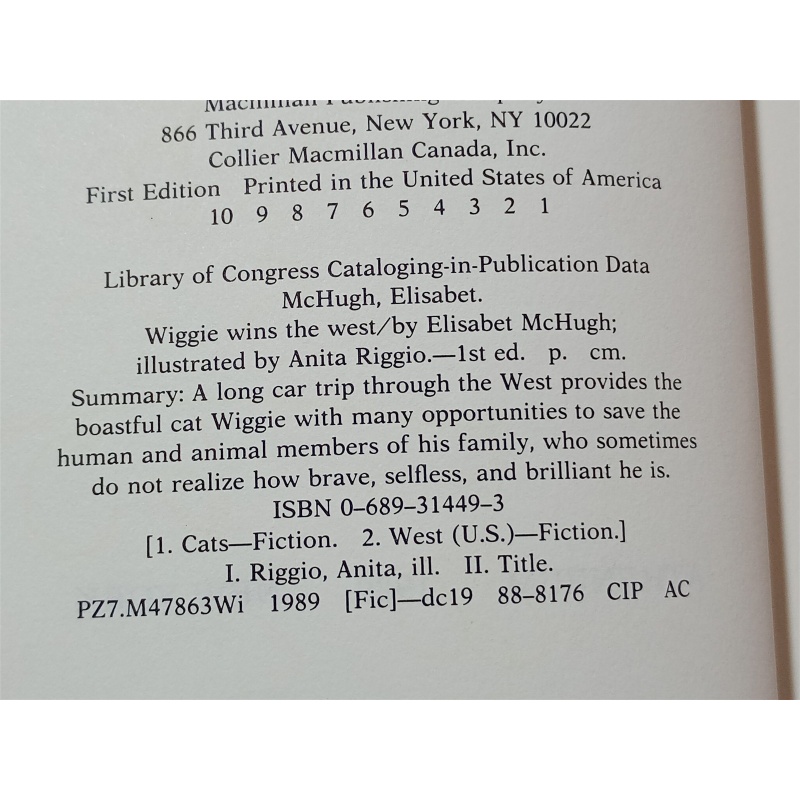 Macmillan Publishing Company
866 Third Avenue, New York, NY 10022
Collier Macmillan Canada, Inc.
First Edition Printed in the United States of America
10 9 8 7 6 5 4 3 2 1
Library of Congress Cataloging-in-Publication Data
McHugh, Elisabet.
Wiggie wins the west/by Elisabet McHugh;
illustrated by Anita Riggio.—1st ed. p. cm.
Summary: A long car trip through the West provides the
boastful cat Wiggie with many opportunities to save the
human and animal members of his family, who sometimes
do not realize how brave, selfless, and brilliant he is.
ISBN 0–689–31449–3
[1. Cats—Fiction. 2. West (U.S.)—Fiction.]
I. Riggio, Anita, ill. II. Title.
PZ7.M47863Wi 1989 [Fic]—dc19 88–8176 CIP AC